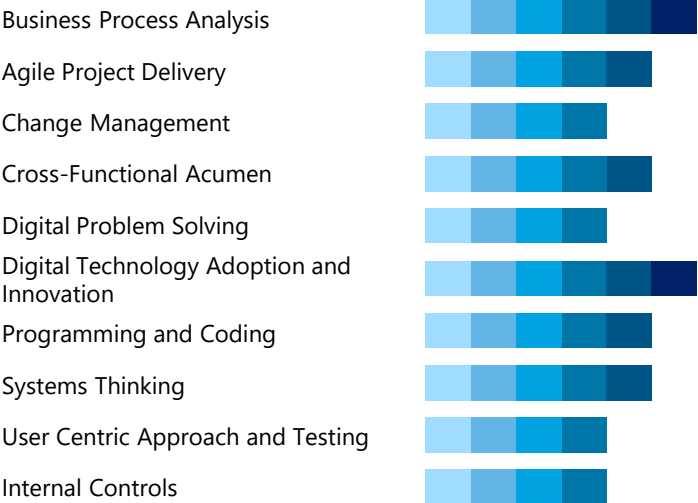 Business Process Analysis
Agile Project Delivery
Change Management
Cross-Functional Acumen
Digital Problem Solving
Digital Technology Adoption and
Innovation
Programming and Coding
Systems Thinking
User Centric Approach and Testing
Internal Controls